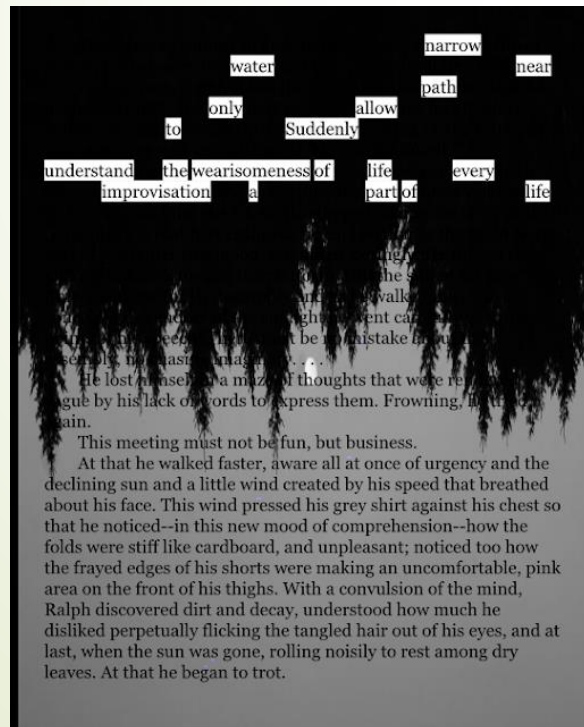 narrow
water near
path
only allow
to Suddenly
understand the wearisomeness of life every
improvisation a part of life
mistake
He lost himself in a maze of thoughts that were
vague by his lack of words to express them. Frowning,
again.
This meeting must not be fun, but business.
At that he walked faster, aware all at once of urgency and the
declining sun and a little wind created by his speed that breathed
about his face. This wind pressed his grey shirt against his chest so
that he noticed--in this new mood of comprehension--how the
folds were stiff like cardboard, and unpleasant; noticed too how
the frayed edges of his shorts were making an uncomfortable, pink
area on the front of his thighs. With a convulsion of the mind,
Ralph discovered dirt and decay, understood how much he
disliked perpetually flicking the tangled hair out of his eyes, and at
last, when the sun was gone, rolling noisily to rest among dry
leaves. At that he began to trot.